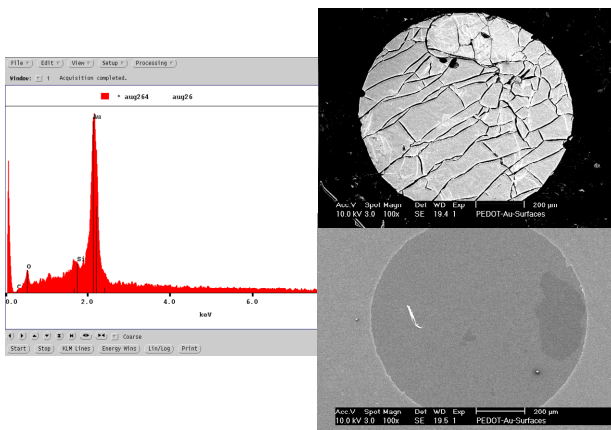 File Edit View Setup Processing
Window: 1 Acquisition completed.
* aug264 aug26
Au
Si
O
C
0.0 2.0 4.0 6.0
keV
Coarse
Start Stop KLM Lines Energy Wins Lin/Log Print
Acc.V Spot Magn Det WD Exp 200 µm
10.0 kV 3.0 100x SE 19.4 1 PEDOT-Au-Surfaces
Acc.V Spot Magn Det WD Exp 200 µm
10.0 kV 3.0 100x SE 19.5 1 PEDOT-Au-Surfaces